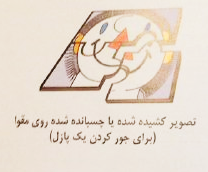 تصویر کشیده شده یا چسبانده شده روی مقوا
(برای جور کردن یک پازل)